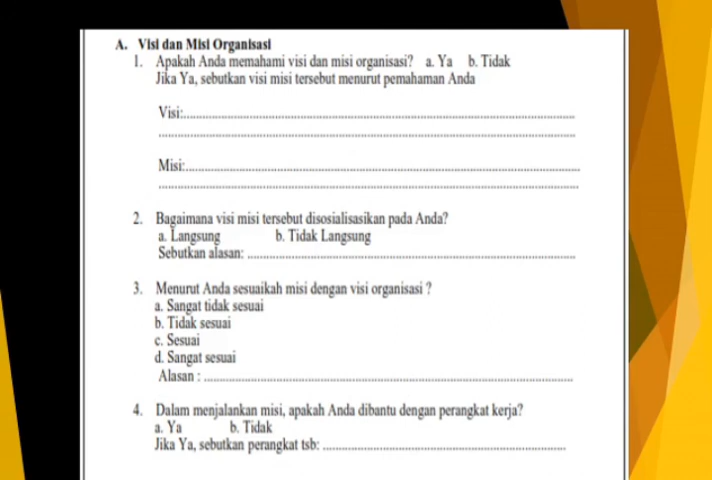 A. Visi dan Misi Organisasi
1. Apakah Anda memahami visi dan misi organisasi? a. Ya b. Tidak
Jika Ya, sebutkan visi misi tersebut menurut pemahaman Anda
Visi:...............................................................................
...............................................................................
Misi:...............................................................................
...............................................................................
2. Bagaimana visi misi tersebut disosialisasikan pada Anda?
a. Langsung b. Tidak Langsung
Sebutkan alasan: ...............................................................................
3. Menurut Anda sesuaikah misi dengan visi organisasi ?
a. Sangat tidak sesuai
b. Tidak sesuai
c. Sesuai
d. Sangat sesuai
Alasan : ...............................................................................
4. Dalam menjalankan misi, apakah Anda dibantu dengan perangkat kerja?
a. Ya b. Tidak
Jika Ya, sebutkan perangkat tsb: ...............................................................................